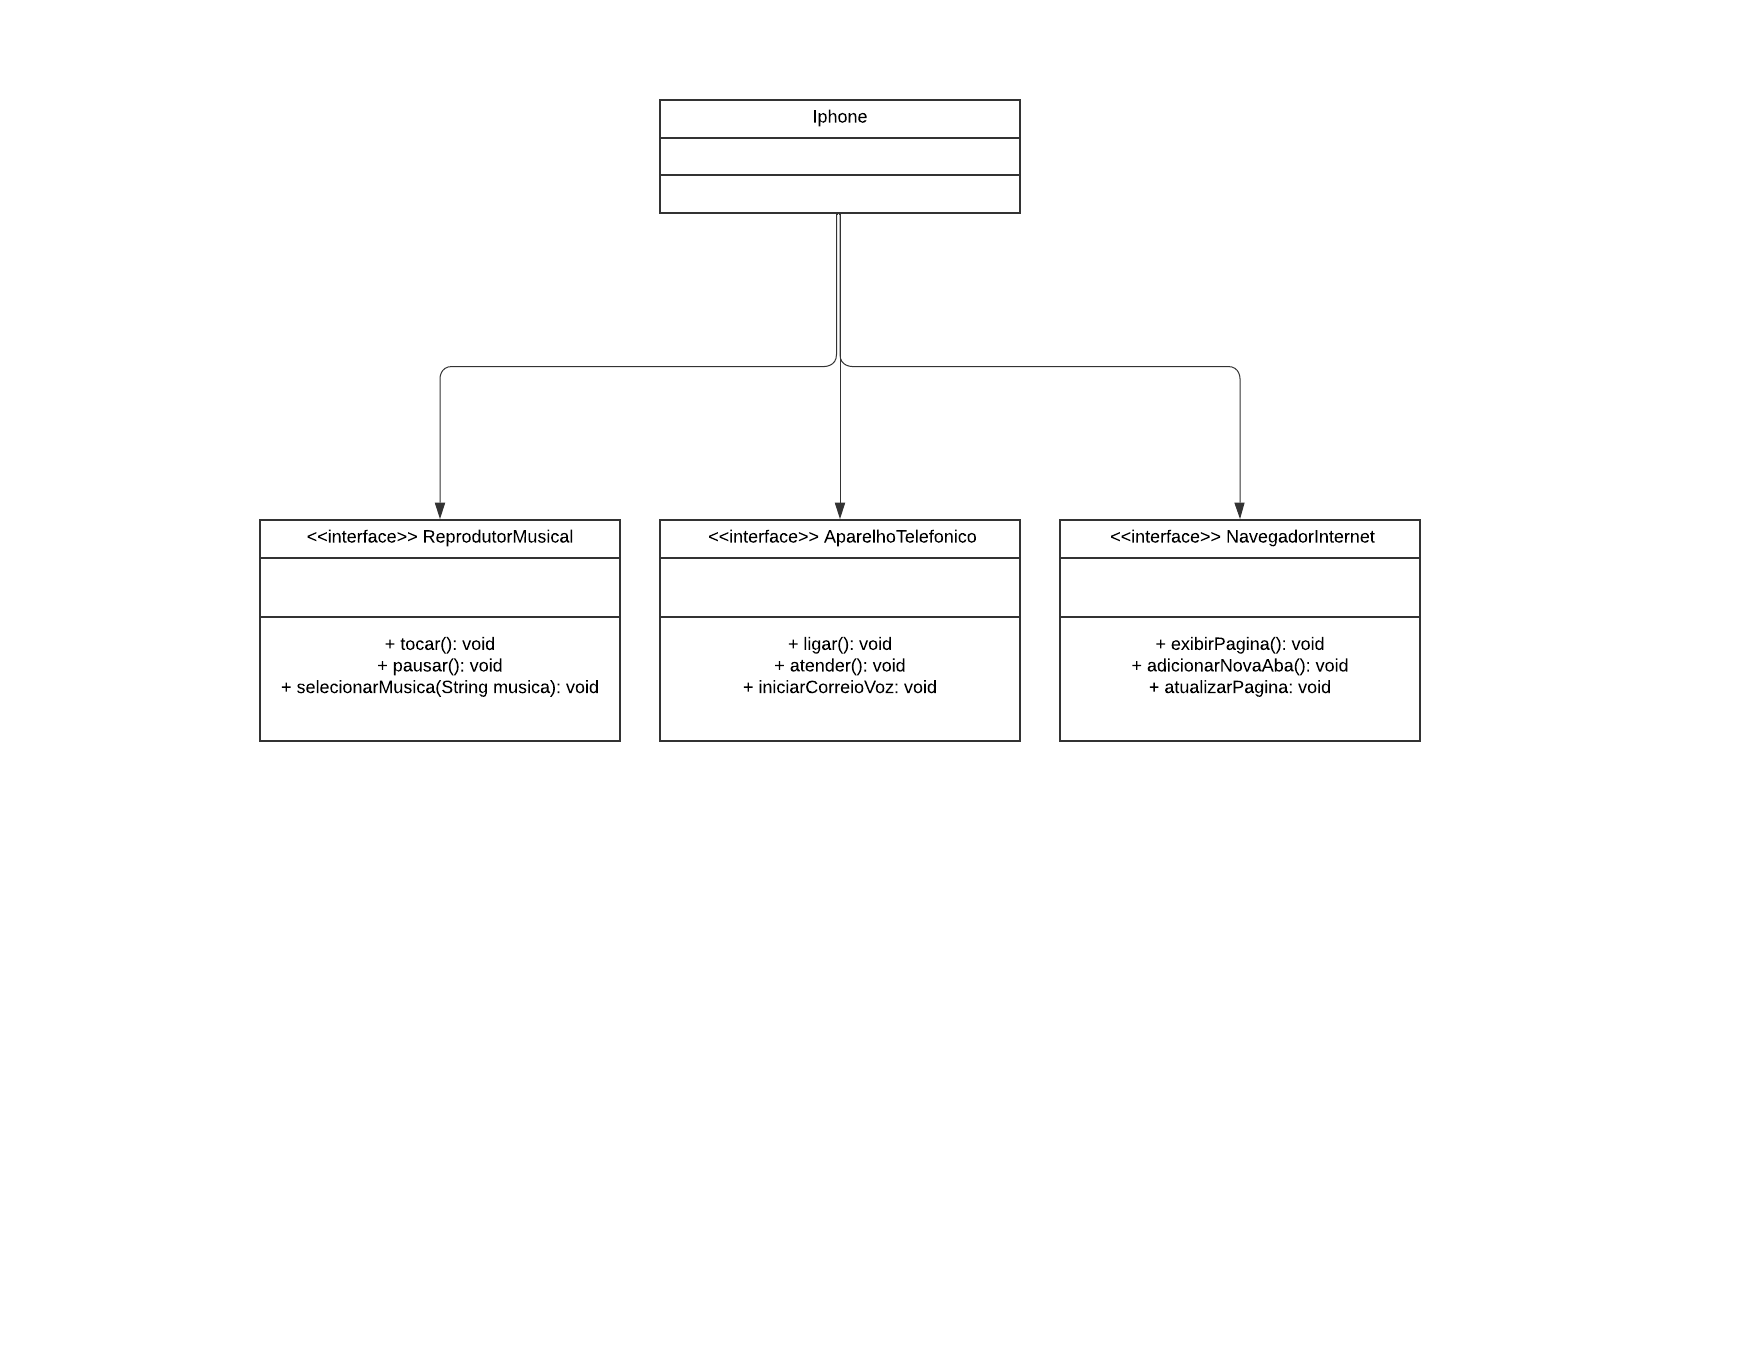 Iphone
<<interface>> ReprodutorMusical
+ tocar(): void
+ pausar(): void
+ selecionarMusica(String musica): void
<<interface>> AparelhoTelefonico
+ ligar(): void
+ atender(): void
+ iniciarCorreioVoz: void
<<interface>> NavegadorInternet
+ exibirPagina(): void
+ adicionarNovaAba(): void
+ atualizarPagina: void